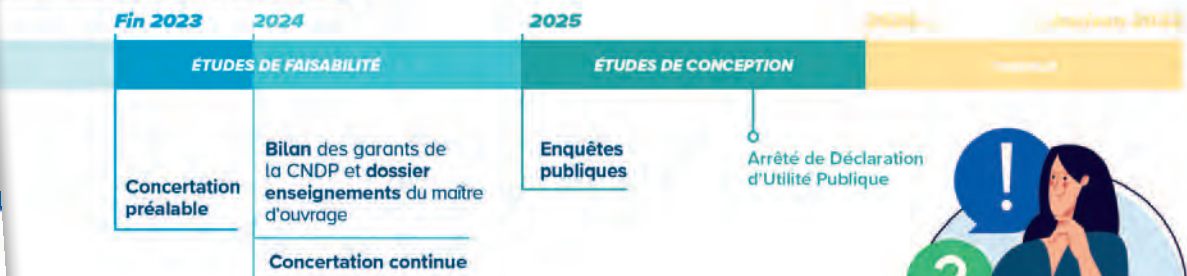 Fin 2023
2024
2025
ÉTUDES DE FAISABILITÉ
ÉTUDES DE CONCEPTION
Concertation
préalable
Bilan des garants de
la CNDP et dossier
enseignements du maître
d'ouvrage
Concertation continue
Enquêtes
publiques
Arrêté de Déclaration
d'Utilité Publique
!
?